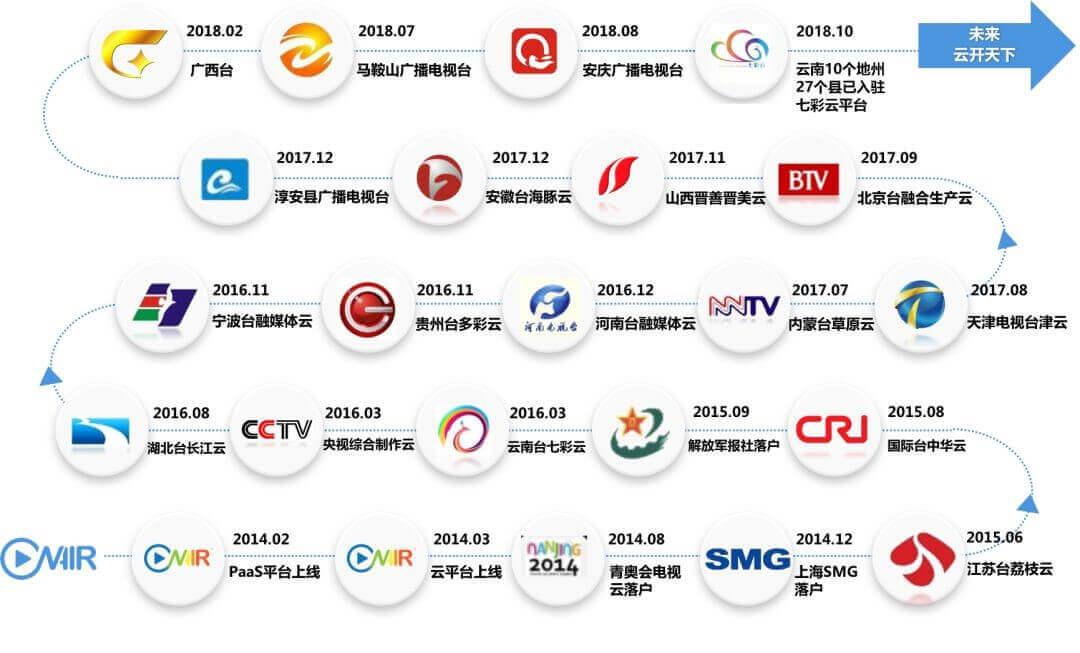 2018.02
广西台
2018.07
马鞍山广播电视台
2018.08
安庆广播电视台
七彩云
2018.10
云南10个地州
27个县已入驻
七彩云平台
未来
云开天下
2017.12
淳安县广播电视台
2017.12
安徽台海豚云
2017.11
山西晋善晋美云
BTV
2017.09
北京台融合生产云
2016.11
宁波台融媒体云
2016.11
贵州台多彩云
河南电视台
2016.12
河南台融媒体云
NNTV
2017.07
内蒙台草原云
2017.08
天津电视台津云
2016.08
湖北台长江云
CCTV
2016.03
央视综合制作云
2016.03
云南台七彩云
2015.09
解放军报社落户
CRI
2015.08
国际台中华云
CMIIR
CMIIR
2014.02
PaaS平台上线
CMIIR
2014.03
云平台上线
NANJING
2014
2014.08
青奥会电视
云落户
SMG
2014.12
上海SMG
落户
2015.06
江苏台荔枝云